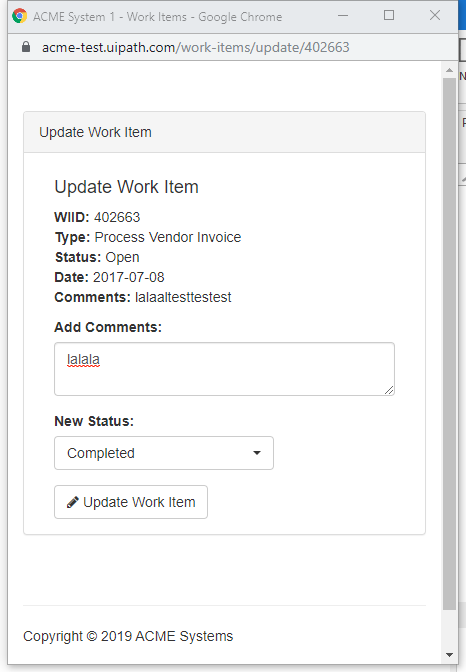 ACME System 1 - Work Items - Google Chrome
acme-test.uipath.com/work-items/update/402663
Update Work Item
Update Work Item
WIID: 402663
Type: Process Vendor Invoice
Status: Open
Date: 2017-07-08
Comments: lalaaltesttestest
Add Comments:
lalala
New Status:
Completed
Update Work Item
Copyright © 2019 ACME Systems